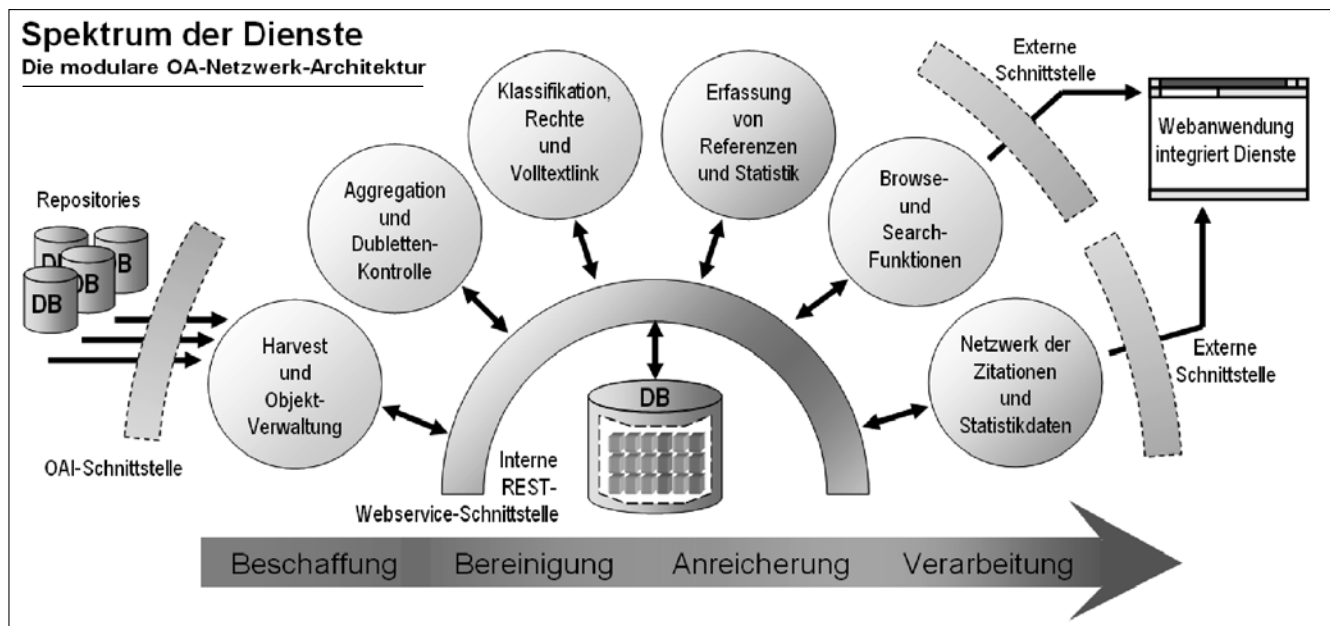 Spektrum der Dienste
Die modulare OA-Netzwerk-Architektur
Repositories
DB
DB
DB
DB
OAI-Schnittstelle
Harvest
und
Objekt-
Verwaltung
Aggregation
und
Dubletten-
Kontrolle
Klassifikation,
Rechte
und
Volltextlink
Erfassung
von
Referenzen
und Statistik
Browse-
und
Search-
Funktionen
Netzwerk der
Zitationen
und
Statistikdaten
Externe
Schnittstelle
Webanwendung
integriert Dienste
Externe
Schnittstelle
DB
Interne
REST-
Webservice-Schnittstelle
Beschaffung
Bereinigung
Anreicherung
Verarbeitung